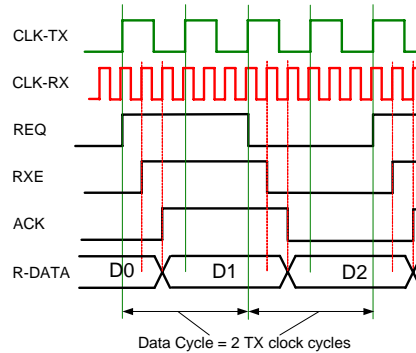 CLK-TX
CLK-RX
REQ
RXE
ACK
R-DATA D0 D1 D2
Data Cycle = 2 TX clock cycles